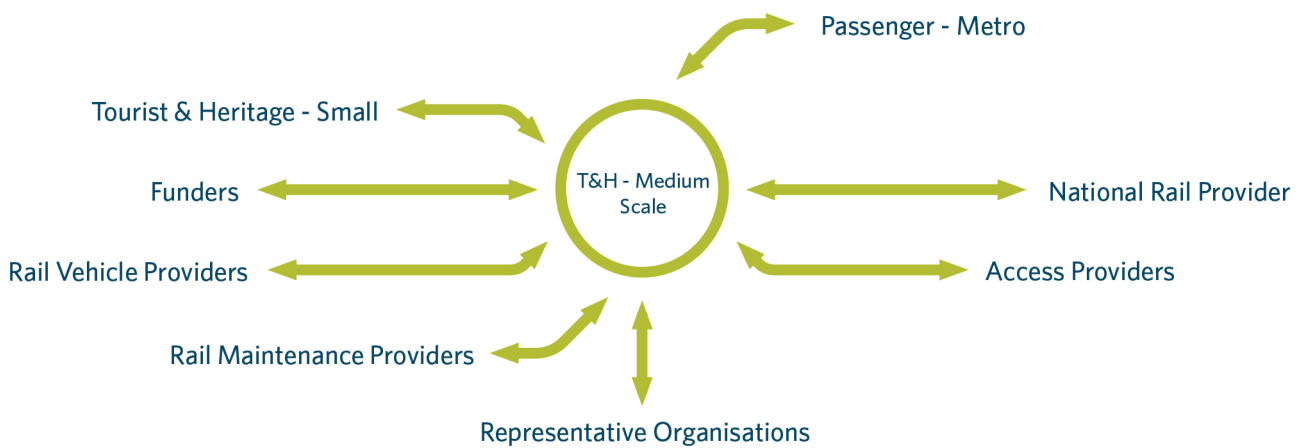 Passenger - Metro
Tourist & Heritage - Small
T&H - Medium
Scale
Funders
National Rail Provider
Rail Vehicle Providers
Access Providers
Rail Maintenance Providers
Representative Organisations